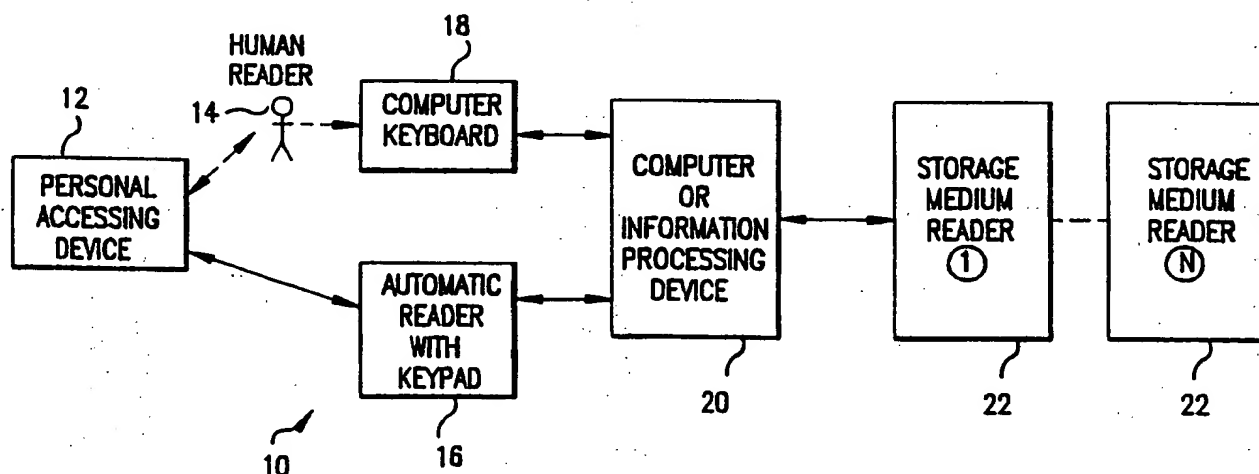 HUMAN
READER
14
12
PERSONAL
ACCESSING
DEVICE
18
COMPUTER
KEYBOARD
AUTOMATIC
READER
WITH
KEYPAD
16
10
COMPUTER
OR
INFORMATION
PROCESSING
DEVICE
20
STORAGE
MEDIUM
READER
1
22
STORAGE
MEDIUM
READER
N
22